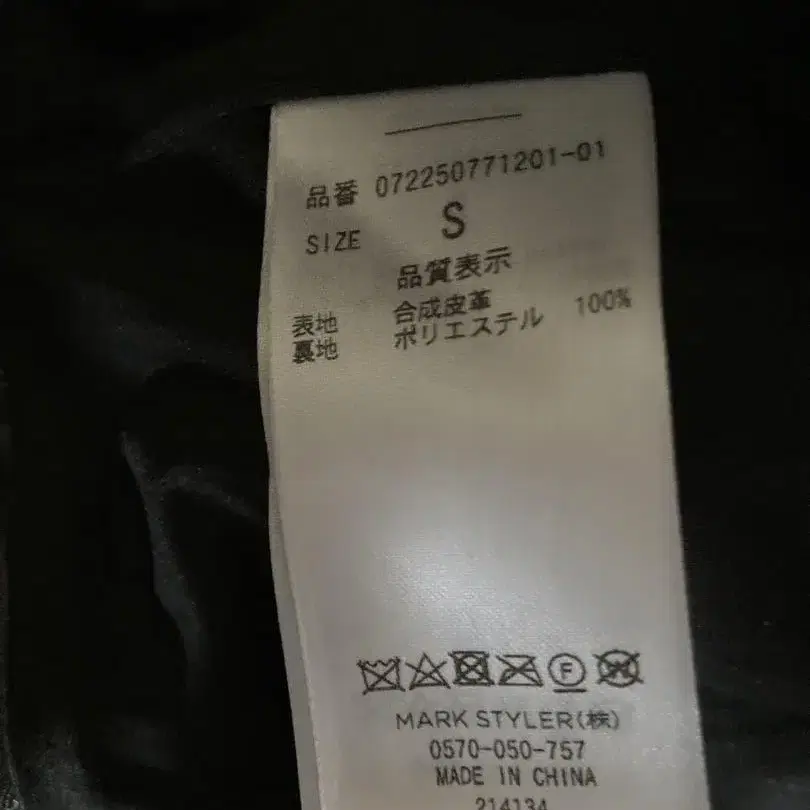 品番 072250771201-01
SIZE S
品質表示
表地 合成皮革
裏地 ポリエステル 100%
F
W
MARK STYLER(株)
0570-050-757
MADE IN CHINA
214134